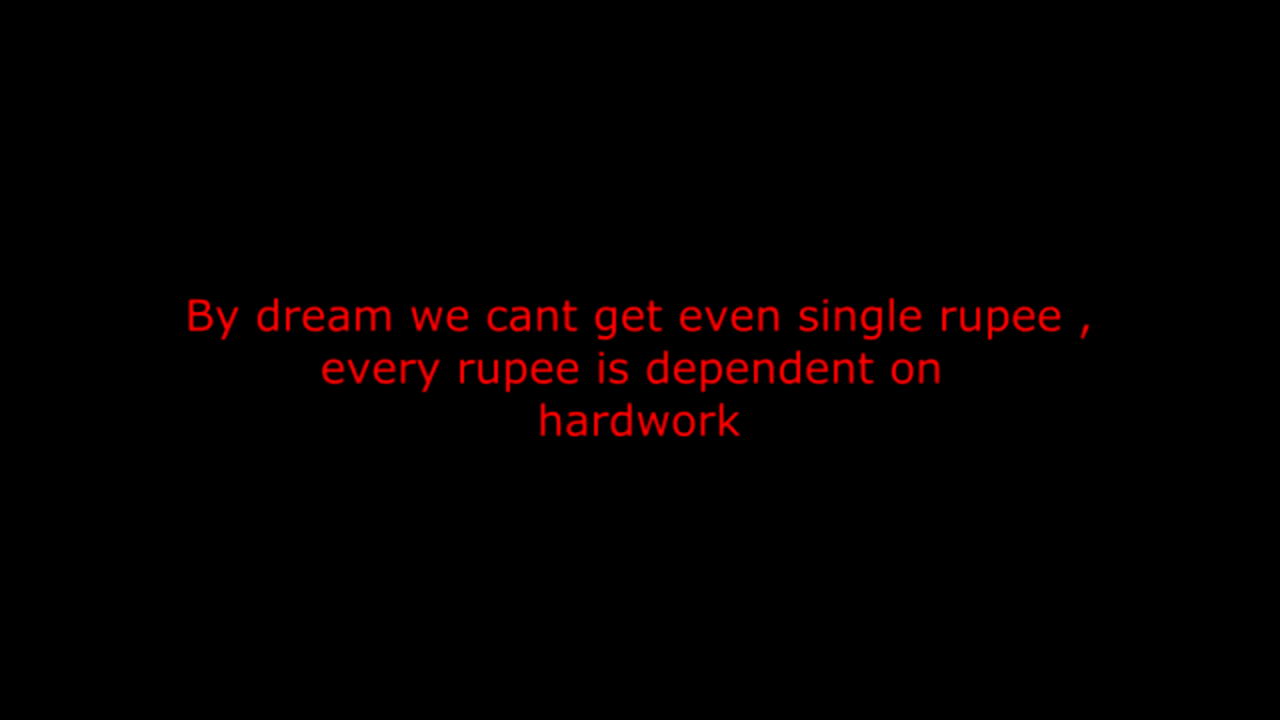 By dream we cant get even single rupee ,
every rupee is dependent on
hardwork